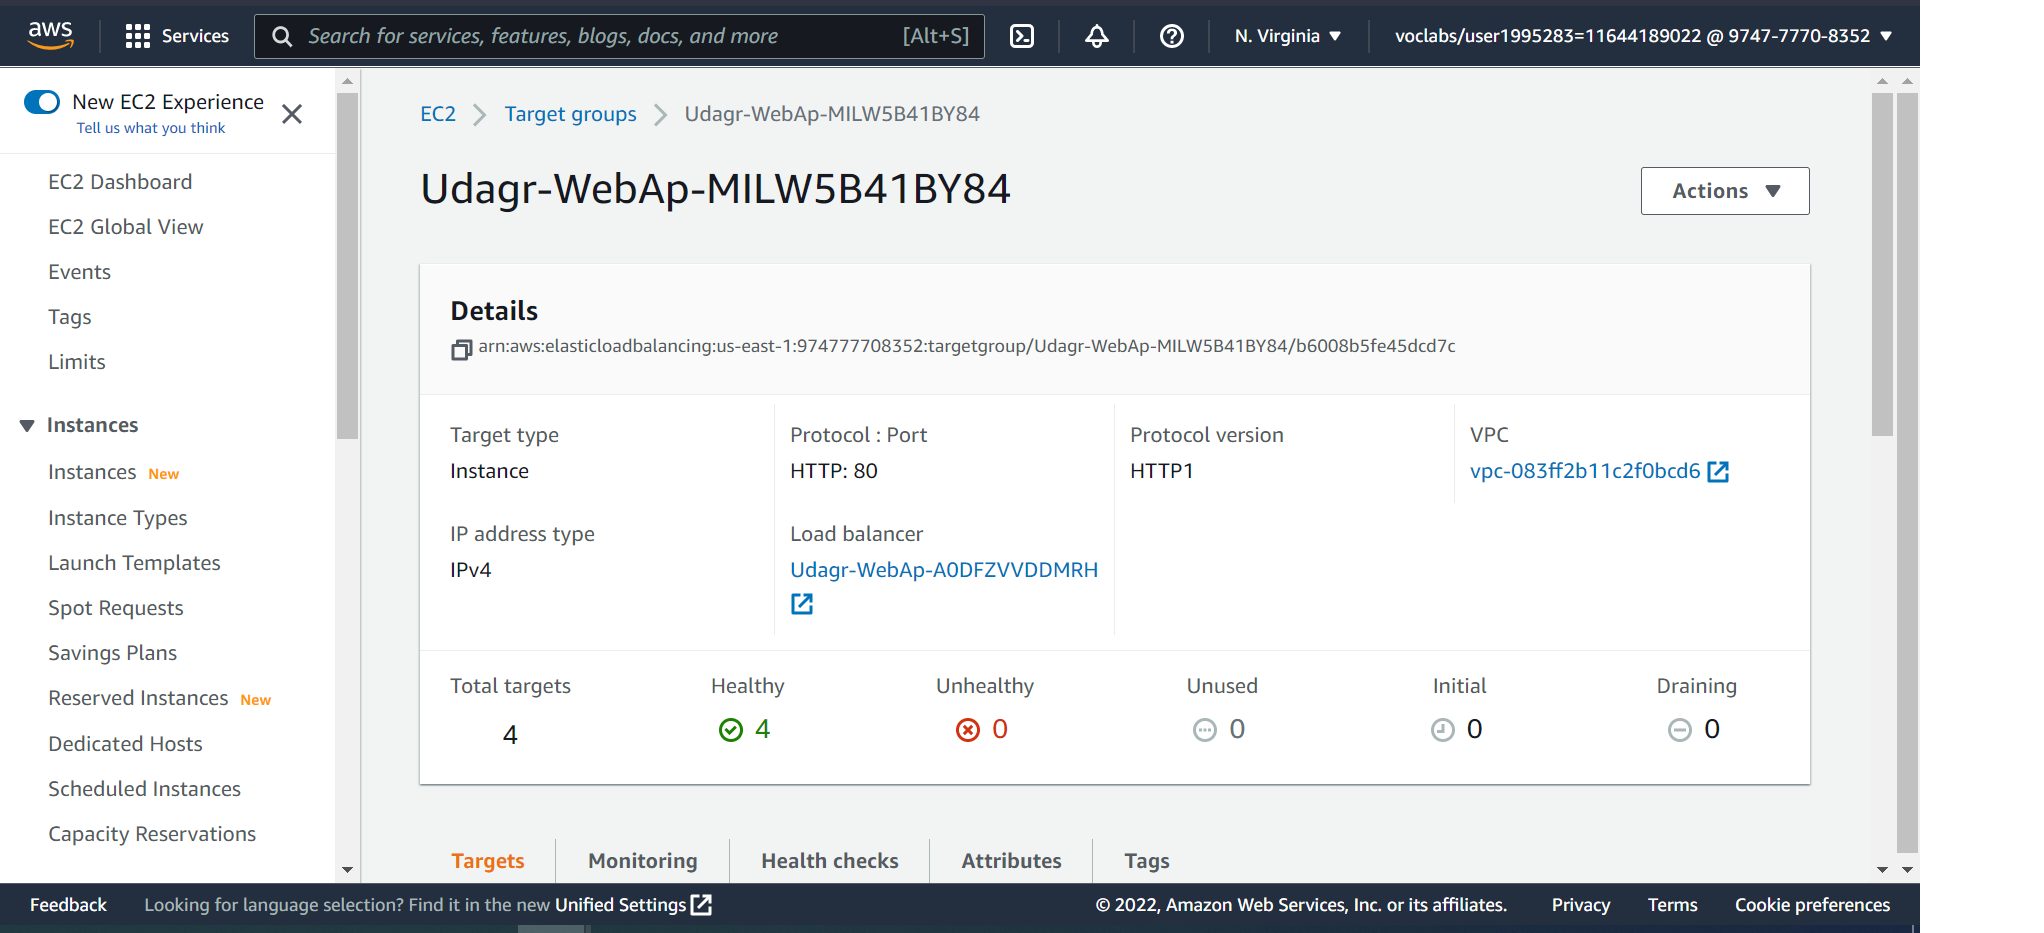 aws
Services
Search for services, features, blogs, docs, and more [Alt+S]
N. Virginia
voclabs/user1995283=11644189022 @ 9747-7770-8352
New EC2 Experience
Tell us what you think
EC2 Dashboard
EC2 Global View
Events
Tags
Limits
Instances
Instances New
Instance Types
Launch Templates
Spot Requests
Savings Plans
Reserved Instances New
Dedicated Hosts
Scheduled Instances
Capacity Reservations
EC2 > Target groups > Udagr-WebAp-MILW5B41BY84
Udagr-WebAp-MILW5B41BY84
Actions
Details
arn:aws:elasticloadbalancing:us-east-1:974777708352:targetgroup/Udagr-WebAp-MILW5B41BY84/b6008b5fe45dcd7c
Target type
Instance
Protocol : Port
HTTP: 80
Protocol version
HTTP1
VPC
vpc-083ff2b11c2f0bcd6
IP address type
IPv4
Load balancer
Udagr-WebAp-A0DFZVVDDMRH
Total targets
4
Healthy
4
Unhealthy
0
Unused
0
Initial
0
Draining
0
Targets
Monitoring
Health checks
Attributes
Tags
Feedback
Looking for language selection? Find it in the new Unified Settings
© 2022, Amazon Web Services, Inc. or its affiliates.
Privacy
Terms
Cookie preferences